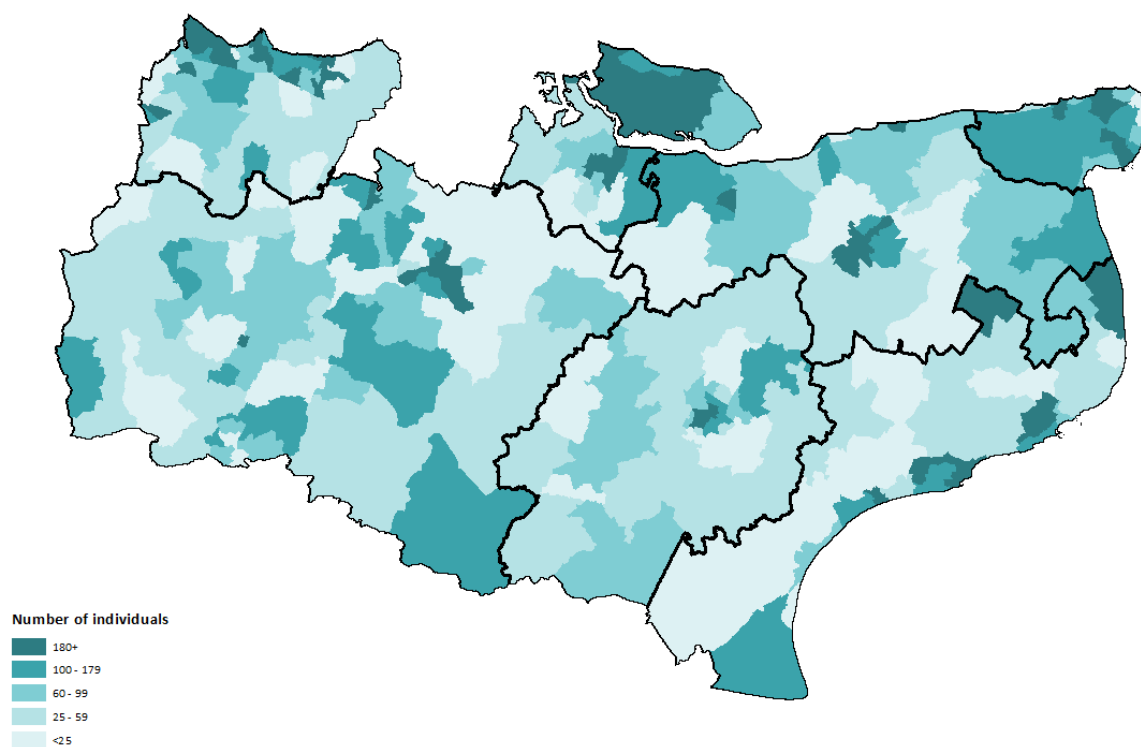 Number of individuals
180+
100 - 179
60 - 99
25 - 59
<25